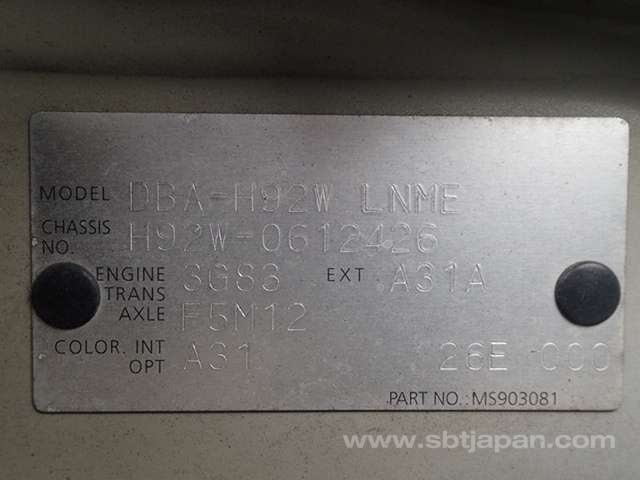 MODEL DBA-H92W LNME
CHASSIS NO. H92W-0612426
ENGINE 3G83 EXT. A31A
TRANS AXLE F5M12
COLOR. INT OPT A31 26E 000
PART NO.: MS903081
www.sbtjapan.com